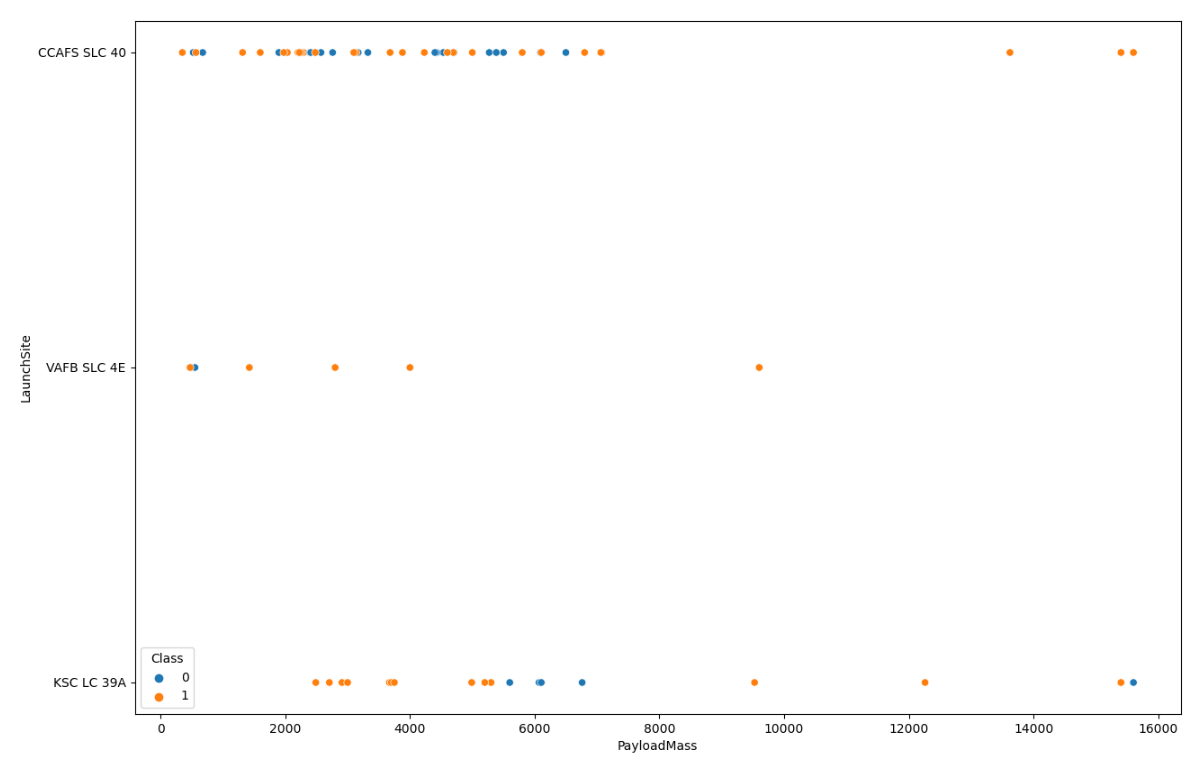 CCAFS SLC 40
VAFB SLC 4E
KSC LC 39A
LaunchSite
Class
0
1
0 2000 4000 6000 8000 10000 12000 14000 16000
PayloadMass